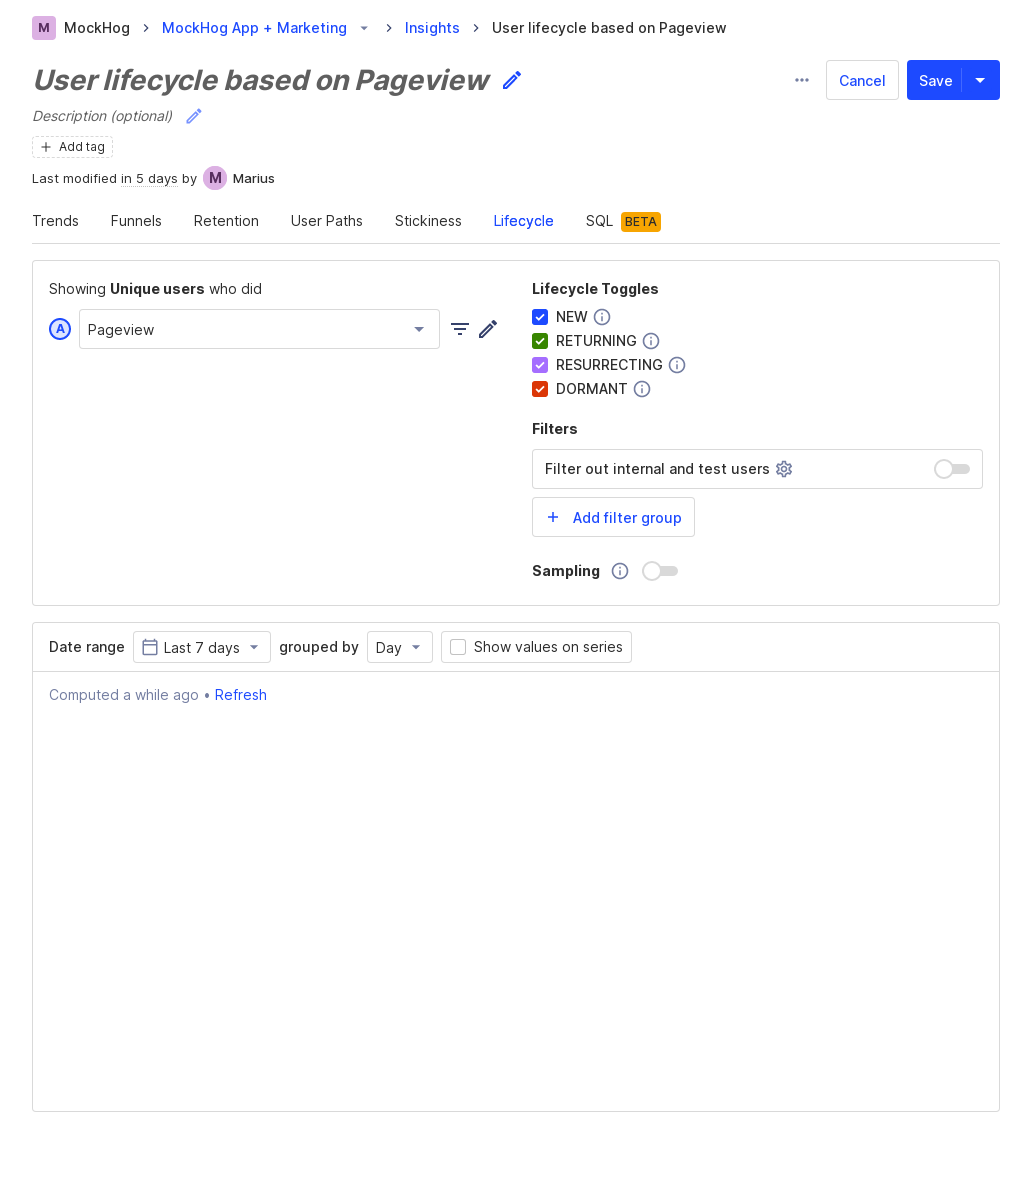 M MockHog MockHog App + Marketing Insights User lifecycle based on Pageview
User lifecycle based on Pageview
Cancel
Save
Description (optional)
Add tag
Last modified in 5 days by M Marius
Trends Funnels Retention User Paths Stickiness Lifecycle SQL BETA
Showing Unique users who did
A Pageview
Lifecycle Toggles
NEW
RETURNING
RESURRECTING
DORMANT
Filters
Filter out internal and test users
Add filter group
Sampling
Date range Last 7 days grouped by Day Show values on series
Computed a while ago • Refresh